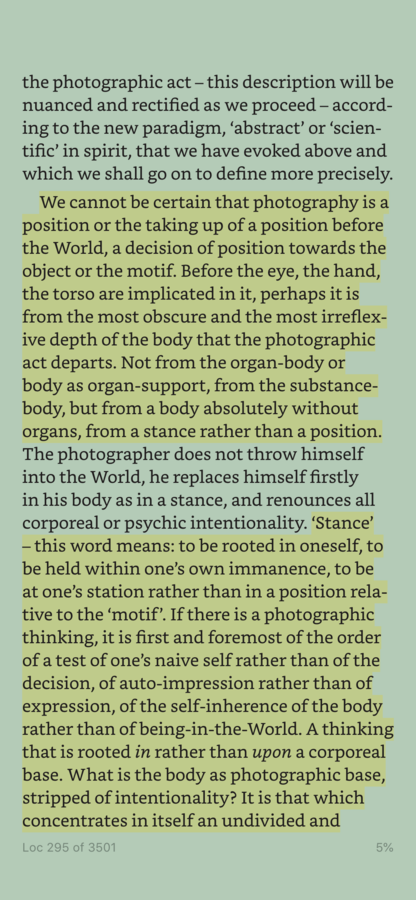 the photographic act – this description will be
nuanced and rectified as we proceed – accord-
ing to the new paradigm, ‘abstract’ or ‘scien-
tific’ in spirit, that we have evoked above and
which we shall go on to define more precisely.
We cannot be certain that photography is a
position or the taking up of a position before
the World, a decision of position towards the
object or the motif. Before the eye, the hand,
the torso are implicated in it, perhaps it is
from the most obscure and the most irreflex-
ive depth of the body that the photographic
act departs. Not from the organ-body or
body as organ-support, from the substance-
body, but from a body absolutely without
organs, from a stance rather than a position.
The photographer does not throw himself
into the World, he replaces himself firstly
in his body as in a stance, and renounces all
corporeal or psychic intentionality. ‘Stance’
– this word means: to be rooted in oneself, to
be held within one’s own immanence, to be
at one’s station rather than in a position rela-
tive to the ‘motif’. If there is a photographic
thinking, it is first and foremost of the order
of a test of one’s naive self rather than of the
decision, of auto-impression rather than of
expression, of the self-inherence of the body
rather than of being-in-the-World. A thinking
that is rooted in rather than upon a corporeal
base. What is the body as photographic base,
stripped of intentionality? It is that which
concentrates in itself an undivided and
Loc 295 of 3501 5%